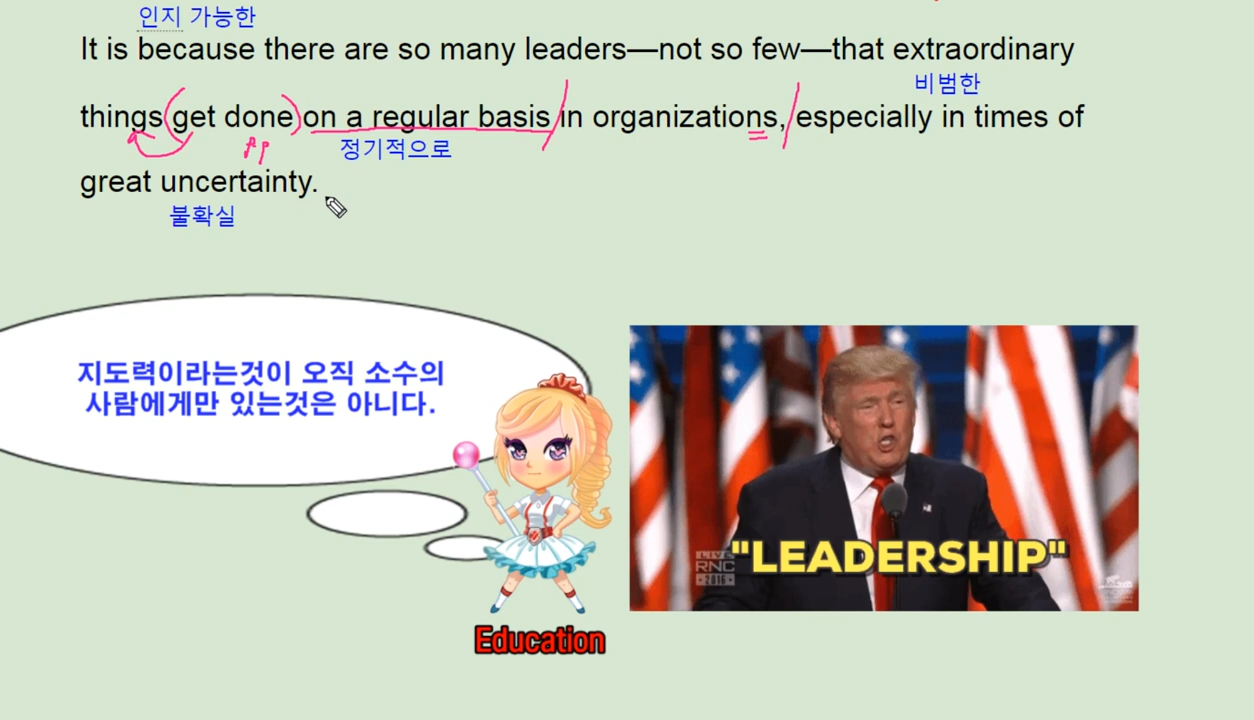 인지 가능한
It is because there are so many leaders—not so few—that extraordinary
비범한
things get done on a regular basis in organizations, especially in times of
pp
정기적으로
great uncertainty.
불확실
지도력이라는것이 오직 소수의
사람에게만 있는것은 아니다.
LIVE
RNC
2016
"LEADERSHIP"
Education